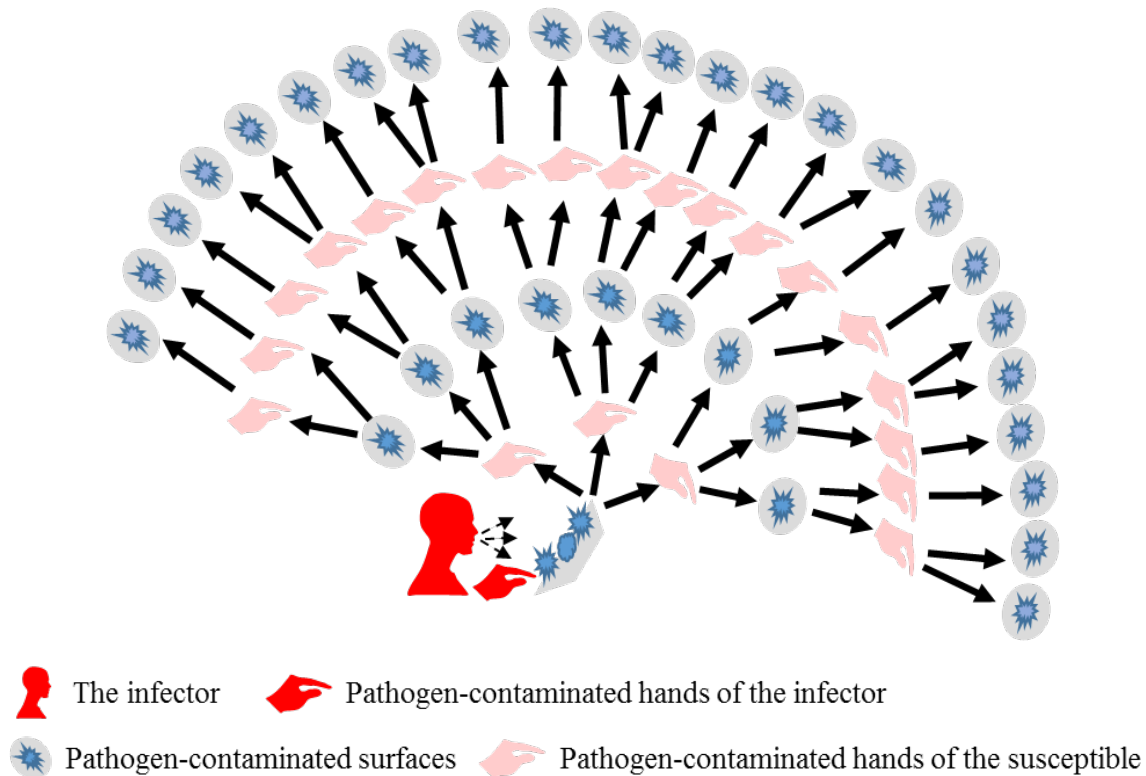 The infector Pathogen-contaminated hands of the infector
Pathogen-contaminated surfaces Pathogen-contaminated hands of the susceptible